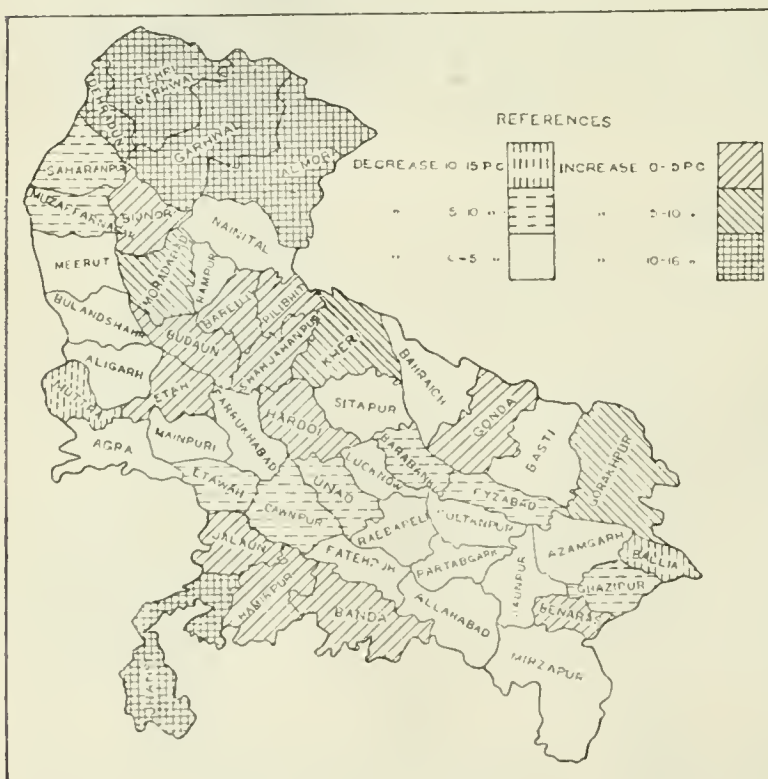 REFERENCES
DECREASE 10-15 P.C. INCREASE 0-5 P.C.
" 5-10 " " 5-10 "
" 0-5 " " 10-16 "
DEHRADUN
TEHRI GARHWAL
GARHWAL
ALMORA
SAHARANPUR
MUZAFFARNAGAR
BIJNOR
NAINITAL
MEERUT
MORADABAD
RAMPUR
BAREILLY
PILIBHIT
BULANDSHAHR
BUDAUN
SHAHJAHANPUR
KHERI
BAHRAICH
ALIGARH
MUTTRA
ETAH
FARRUKHABAD
HARDOI
SITAPUR
GONDA
BASTI
GORAKHPUR
AGRA
MAINPURI
ETAWAH
CAWNPUR
UNAO
LUCKNOW
BARABANKI
FYZABAD
RAEBARELI
SULTANPUR
AZAMGARH
BALLIA
JALAUN
FATEHPUR
PARTABGARH
JAUNPUR
GHAZIPUR
BENARES
HAMIRPUR
BANDA
ALLAHABAD
MIRZAPUR
JHANSI